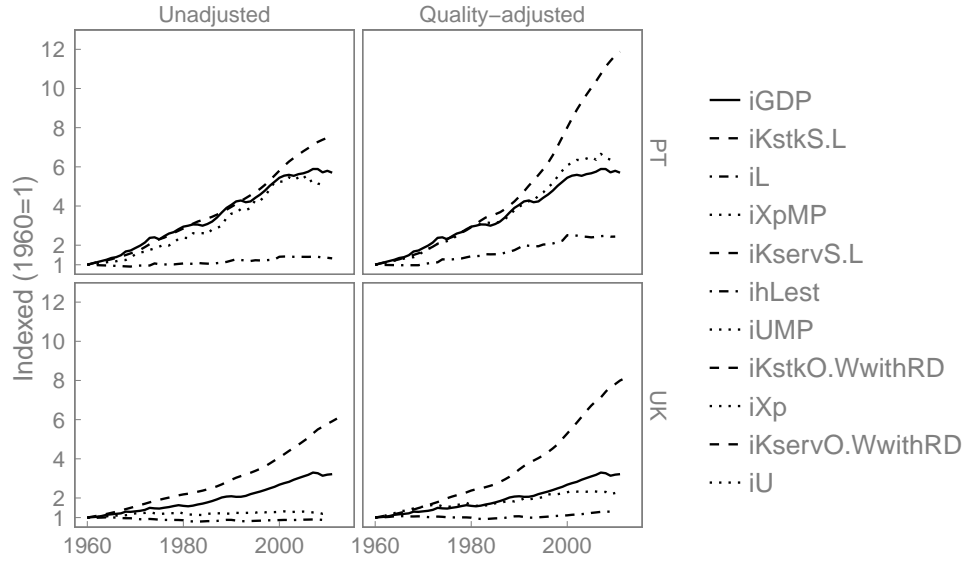 Unadjusted
Quality−adjusted
12
10
8
6
4
2
1
PT
12
10
8
6
4
2
1
UK
Indexed (1960=1)
1960
1980
2000
1960
1980
2000
iGDP
iKstkS.L
iL
iXpMP
iKservS.L
ihLest
iUMP
iKstkO.WwithRD
iXp
iKservO.WwithRD
iU